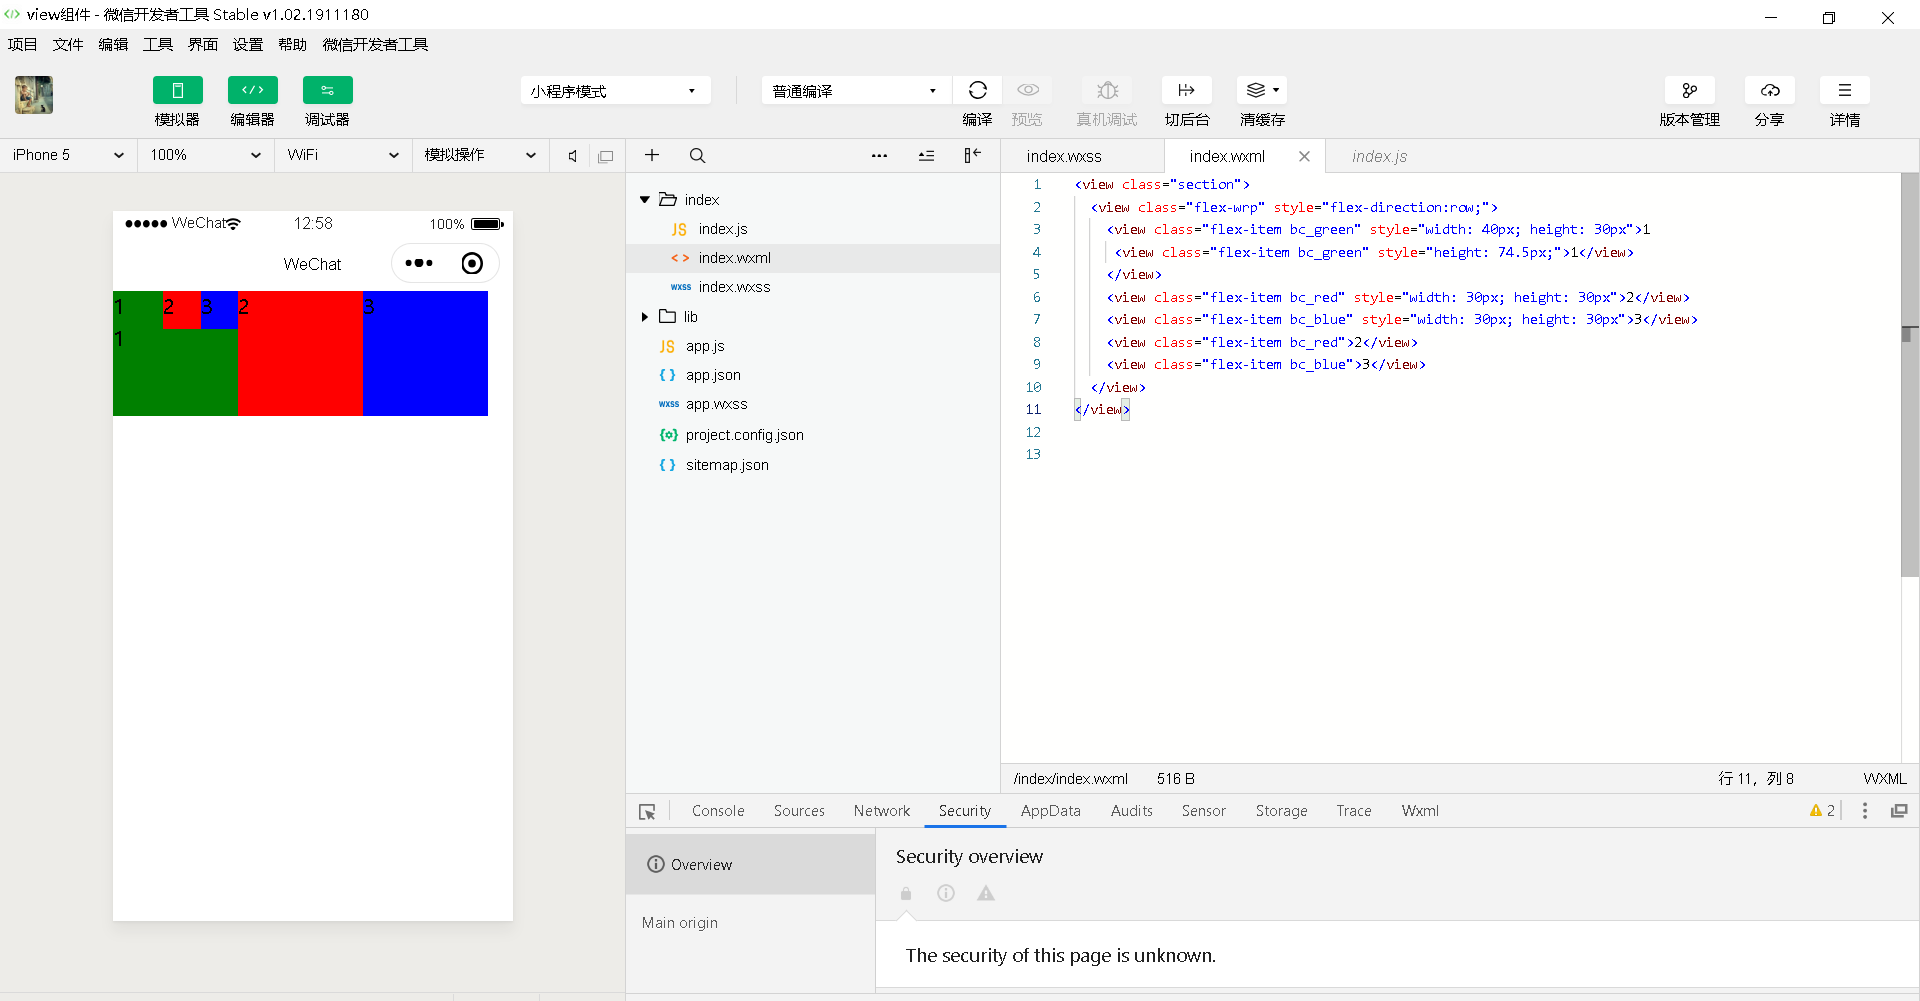 view组件 - 微信开发者工具 Stable v1.02.1911180
项目 文件 编辑 工具 界面 设置 帮助 微信开发者工具
模拟器 编辑器 调试器
小程序模式 普通编译
编译 预览 真机调试 切后台 清缓存
版本管理 分享 详情
iPhone 5 100% WiFi 模拟操作
WeChat 12:58 100%
WeChat
1 2 3 2 3
1
index
JS index.js
<> index.wxml
wxss index.wxss
lib
JS app.js
{ } app.json
wxss app.wxss
project.config.json
{ } sitemap.json
index.wxss index.wxml index.js
1 <view class="section">
2 <view class="flex-wrp" style="flex-direction:row;">
3 <view class="flex-item bc_green" style="width: 40px; height: 30px">1
4 <view class="flex-item bc_green" style="height: 74.5px;">1</view>
5 </view>
6 <view class="flex-item bc_red" style="width: 30px; height: 30px">2</view>
7 <view class="flex-item bc_blue" style="width: 30px; height: 30px">3</view>
8 <view class="flex-item bc_red">2</view>
9 <view class="flex-item bc_blue">3</view>
10 </view>
11 </view>
12
13
/index/index.wxml 516 B 行 11，列 8 WXML
Console Sources Network Security AppData Audits Sensor Storage Trace Wxml 2
Overview
Main origin
Security overview
The security of this page is unknown.